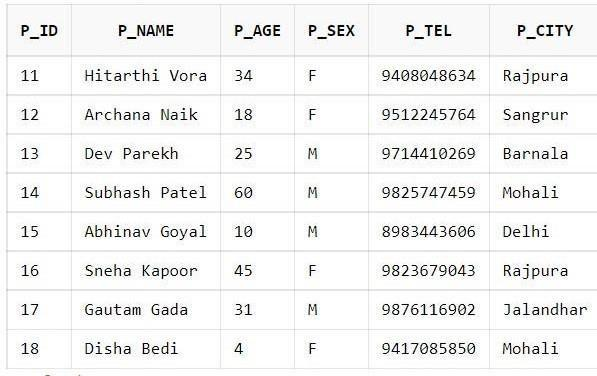 P_ID P_NAME P_AGE P_SEX P_TEL P_CITY
11 Hitarthi Vora 34 F 9408048634 Rajpura
12 Archana Naik 18 F 9512245764 Sangrur
13 Dev Parekh 25 M 9714410269 Barnala
14 Subhash Patel 60 M 9825747459 Mohali
15 Abhinav Goyal 10 M 8983443606 Delhi
16 Sneha Kapoor 45 F 9823679043 Rajpura
17 Gautam Gada 31 M 9876116902 Jalandhar
18 Disha Bedi 4 F 9417085850 Mohali